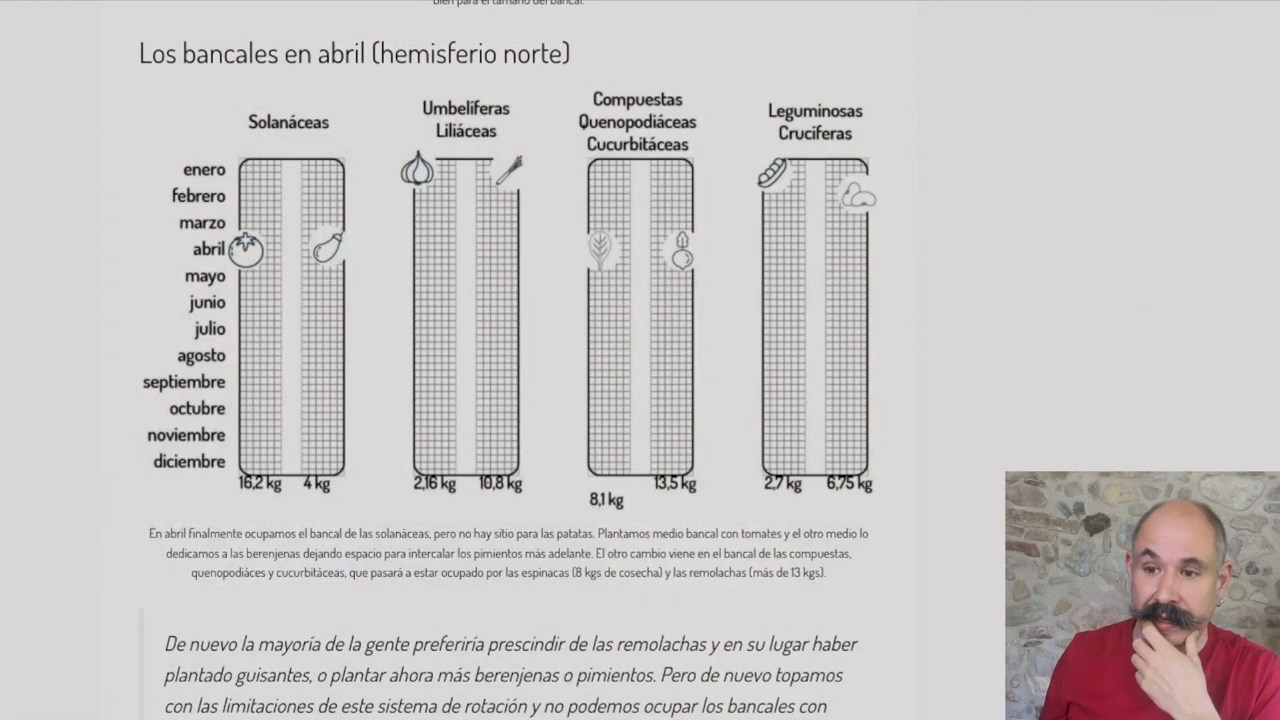 bien para el tamaño del bancal.
Los bancales en abril (hemisferio norte)
Solanáceas
Umbelíferas
Liliáceas
Compuestas
Quenopodiáceas
Cucurbitáceas
Leguminosas
Crucíferas
enero
febrero
marzo
abril
mayo
junio
julio
agosto
septiembre
octubre
noviembre
diciembre
16,2 kg 4 kg
2,16 kg 10,8 kg
8,1 kg 13,5 kg
2,7 kg 6,75 kg
En abril finalmente ocupamos el bancal de las solanáceas, pero no hay sitio para las patatas. Plantamos medio bancal con tomates y el otro medio lo
dedicamos a las berenjenas dejando espacio para intercalar los pimientos más adelante. El otro cambio viene en el bancal de las compuestas,
quenopodiáces y cucurbitáceas, que pasará a estar ocupado por las espinacas (8 kgs de cosecha) y las remolachas (más de 13 kgs).
De nuevo la mayoría de la gente preferiría prescindir de las remolachas y en su lugar haber
plantado guisantes, o plantar ahora más berenjenas o pimientos. Pero de nuevo topamos
con las limitaciones de este sistema de rotación y no podemos ocupar los bancales con